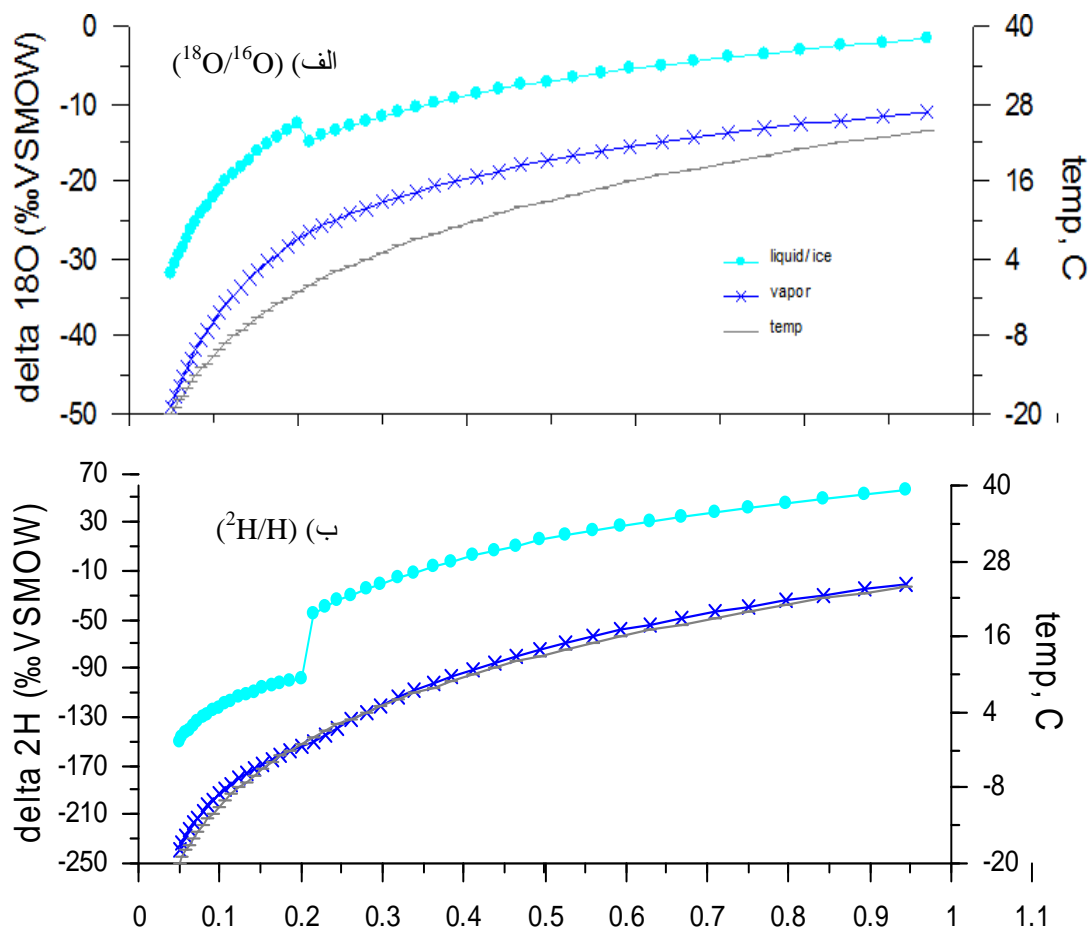 0
-10
-20
-30
-40
-50
delta 18O (‰VSMOW)
الف) (¹⁸O/¹⁶O)
liquid/ice
vapor
temp
40
28
16
4
-8
-20
temp, C
70
30
-10
-50
-90
-130
-170
-210
-250
delta 2H (‰VSMOW)
ب) (²H/H)
40
28
16
4
-8
-20
temp, C
0 0.1 0.2 0.3 0.4 0.5 0.6 0.7 0.8 0.9 1 1.1